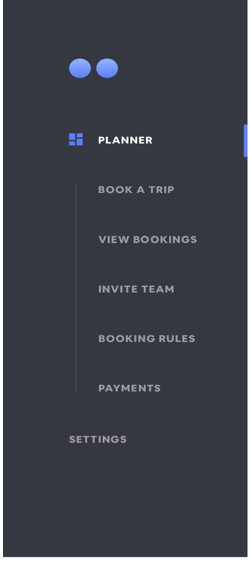 PLANNER
BOOK A TRIP
VIEW BOOKINGS
INVITE TEAM
BOOKING RULES
PAYMENTS
SETTINGS